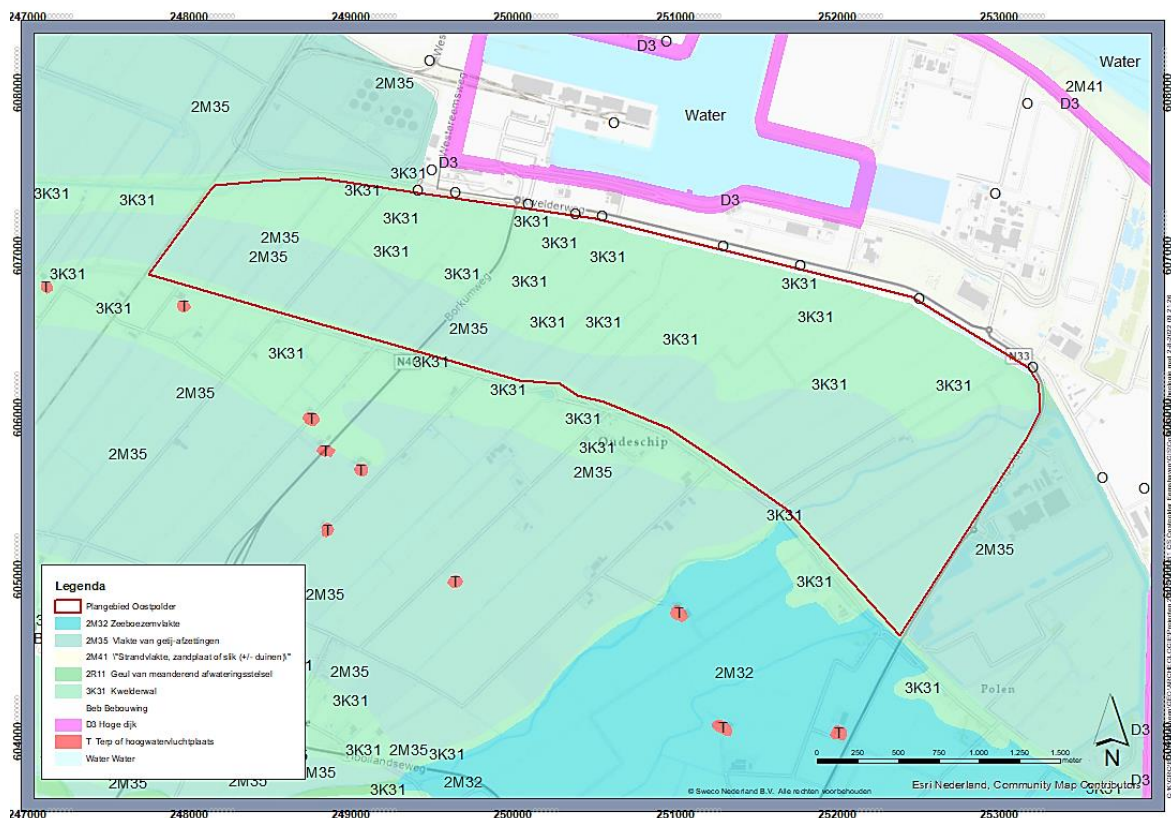 247000 248000 249000 250000 251000 252000 253000
608000
607000
606000
605000
604000
D3
O
Water
Water
2M35
2M35
2M41
D3
Westereemsweg
3K31
D3
3K31
3K31
3K31
D3
Kwelderweg
2M35
2M35
3K31
3K31
3K31
3K31
3K31
3K31
3K31
T
3K31
T
Borkumweg
2M35
3K31
3K31
3K31
3K31
3K31
N33
3K31
3K31
3K31
3K31
3K31
2M35
T
3K31
Oudeschip
3K31
2M35
2M35
T
T
T
3K31
2M35
T
3K31
2M35
T
2M32
2M35
3K31
3K31
Polen
T
T
D3
3K31
2M35
3K31
2M35
2M35
2M35
3K31
2M32
D3
3K31
Legenda
Plangebied Oostpolder
2M32 Zeeboezemvlakte
2M35 Vlakte van getij-afzettingen
2M41 \"Strandvlakte, zandplaat of slik (+/- duinen)\"
2R11 Geul van meanderend afwateringsstelsel
3K31 Kwelderwal
Beb Bebouwing
D3 Hoge dijk
T Terp of hoogwatervluchtplaats
Water Water
0 250 500 750 1.000 1.250 1.500
meter
N
© Sweco Nederland B.V. Alle rechten voorbehouden
Esri Nederland, Community Map Contributors
247000 248000 249000 250000 251000 252000 253000